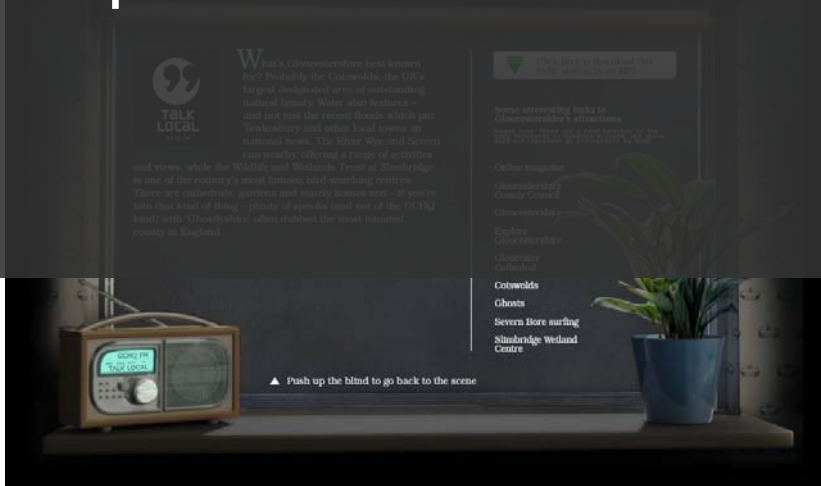 TALK
LOCAL
What's Gloucestershire best known
for? Probably the Cotswolds, the UK's
largest designated area of outstanding
natural beauty. Water also features –
and not just the recent floods which put
Tewkesbury and other local towns on
national news. The River Wye and Severn
run nearby, offering a range of activities
and views, while the Wildlife and Wetlands Trust at Slimbridge
is one of the country's most famous bird-watching centres.
There are cathedrals, gardens and stately homes and – if you're
into that kind of thing – plenty of spooks (and not of the GCHQ
kind) with 'Ghostlyshire' often dubbed the most haunted
county in England.
Click here to download this
radio station as an MP3
Some interesting links to
Gloucestershire's attractions
Online magazine
Gloucestershire
County Council
Gloucestershire
Explore
Gloucestershire
Gloucester
Cathedral
Cotswolds
Ghosts
Severn Bore surfing
Slimbridge Wetland
Centre
GCHQ FM
TALK LOCAL
▲ Push up the blind to go back to the scene